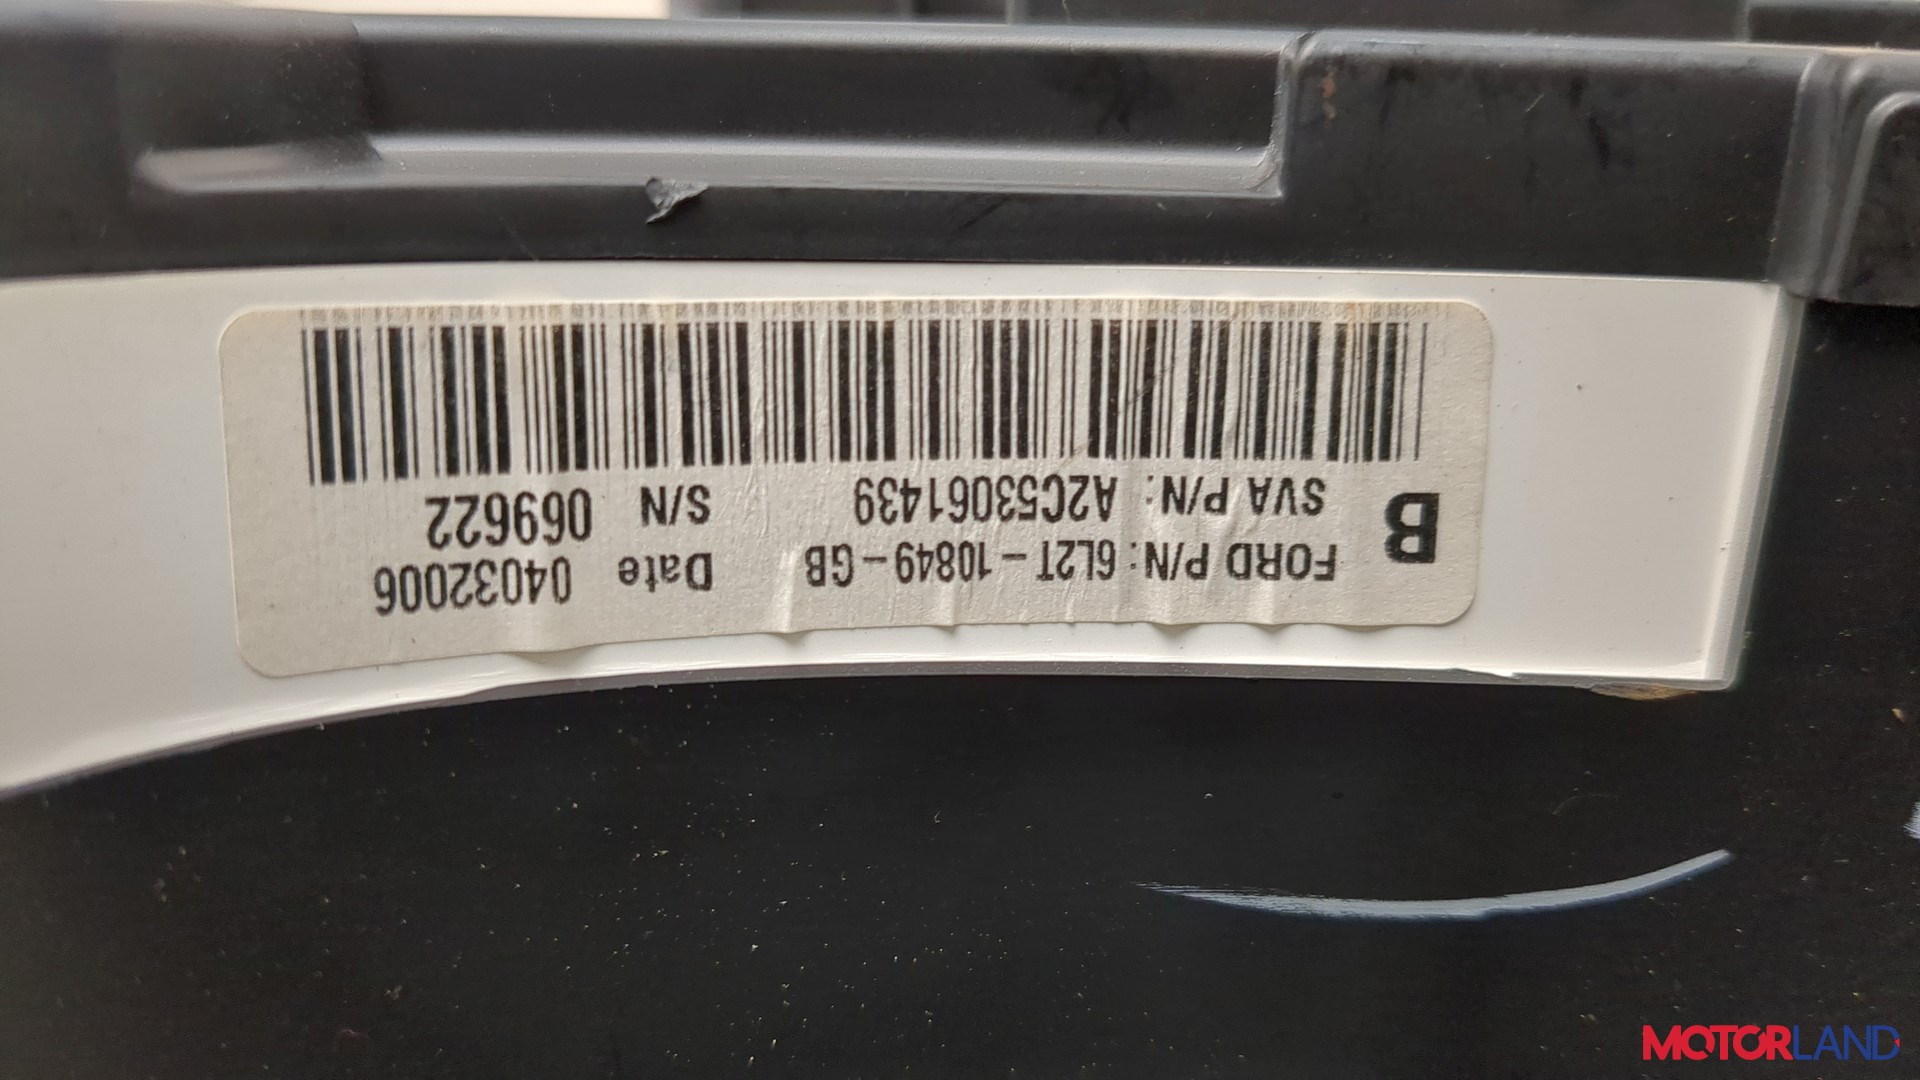 B
FORD P/N: 6L2T-10849-GB Date 04032006
SVA P/N: A2C53061439 S/N 069622
MOTORLAND